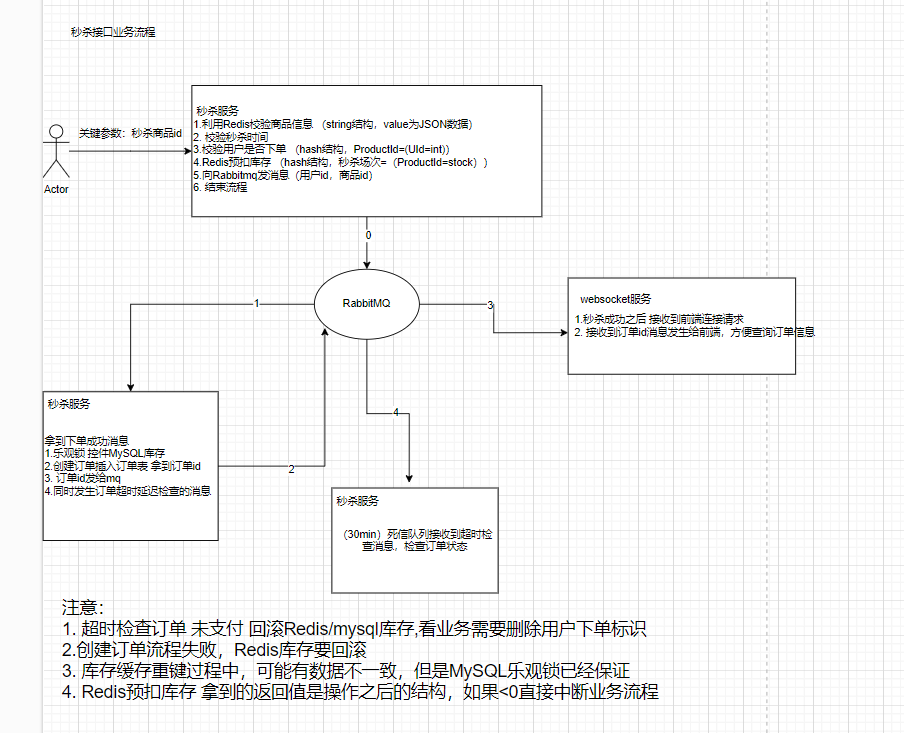 秒杀接口业务流程
秒杀服务
1.利用Redis校验商品信息 （string结构，value为JSON数据）
2. 校验秒杀时间
3.校验用户是否下单 （hash结构，ProductId=(UId=int)）
4.Redis预扣库存 （hash结构，秒杀场次=（ProductId=stock））
5.向Rabbitmq发消息（用户id，商品id）
6. 结束流程
关键参数：秒杀商品id
Actor
0
RabbitMQ
1
3
websocket服务
1.秒杀成功之后 接收到前端连接请求
2. 接收到订单id消息发生给前端，方便查询订单信息
秒杀服务
拿到下单成功消息
1.乐观锁 控件MySQL库存
2.创建订单插入订单表 拿到订单id
3. 订单id发给mq
4.同时发生订单超时延迟检查的消息
2
4
秒杀服务
（30min）死信队列接收到超时检
查消息，检查订单状态
注意：
1. 超时检查订单 未支付 回滚Redis/mysql库存,看业务需要删除用户下单标识
2.创建订单流程失败，Redis库存要回滚
3. 库存缓存重键过程中，可能有数据不一致，但是MySQL乐观锁已经保证
4. Redis预扣库存 拿到的返回值是操作之后的结构，如果<0直接中断业务流程